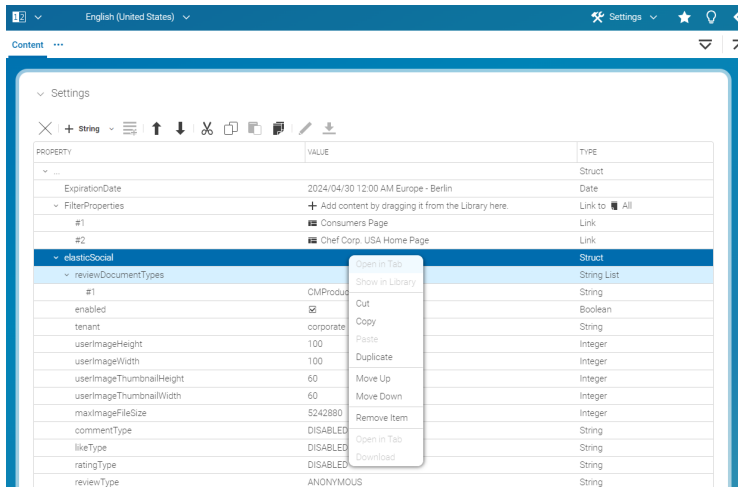 12 English (United States) Settings
Content ...
Settings
String
PROPERTY VALUE TYPE
... Struct
ExpirationDate 2024/04/30 12:00 AM Europe - Berlin Date
FilterProperties Add content by dragging it from the Library here. Link to All
#1 Consumers Page Link
#2 Chef Corp. USA Home Page Link
elasticSocial Struct
Open in Tab
reviewDocumentTypes String List
Show in Library
#1 CMProduc String
Cut
enabled Boolean
Copy
tenant corporate String
Paste
userImageHeight 100 Integer
Duplicate
userImageWidth 100 Integer
userImageThumbnailHeight 60 Move Up Integer
userImageThumbnailWidth 60 Move Down Integer
maxImageFileSize 5242880 Remove Item Integer
commentType DISABLED String
Open in Tab
likeType DISABLED String
Download
ratingType DISABLED String
reviewType ANONYMOUS String